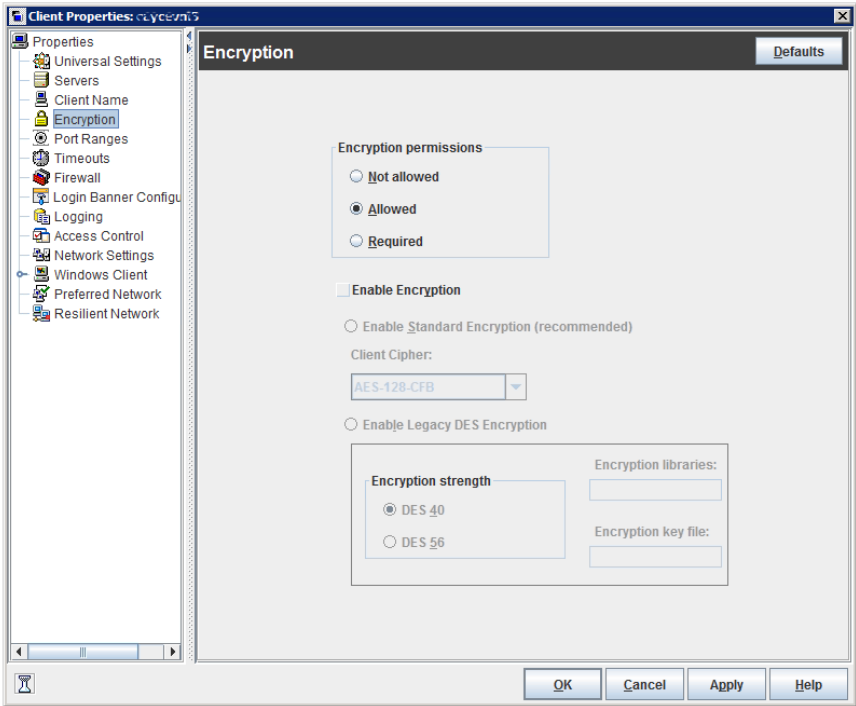 Client Properties:
Properties
Universal Settings
Servers
Client Name
Encryption
Port Ranges
Timeouts
Firewall
Login Banner Configu
Logging
Access Control
Network Settings
Windows Client
Preferred Network
Resilient Network
Encryption
Defaults
Encryption permissions
Not allowed
Allowed
Required
Enable Encryption
Enable Standard Encryption (recommended)
Client Cipher:
AES-128-CFB
Enable Legacy DES Encryption
Encryption strength
DES 40
DES 56
Encryption libraries:
Encryption key file:
OK
Cancel
Apply
Help